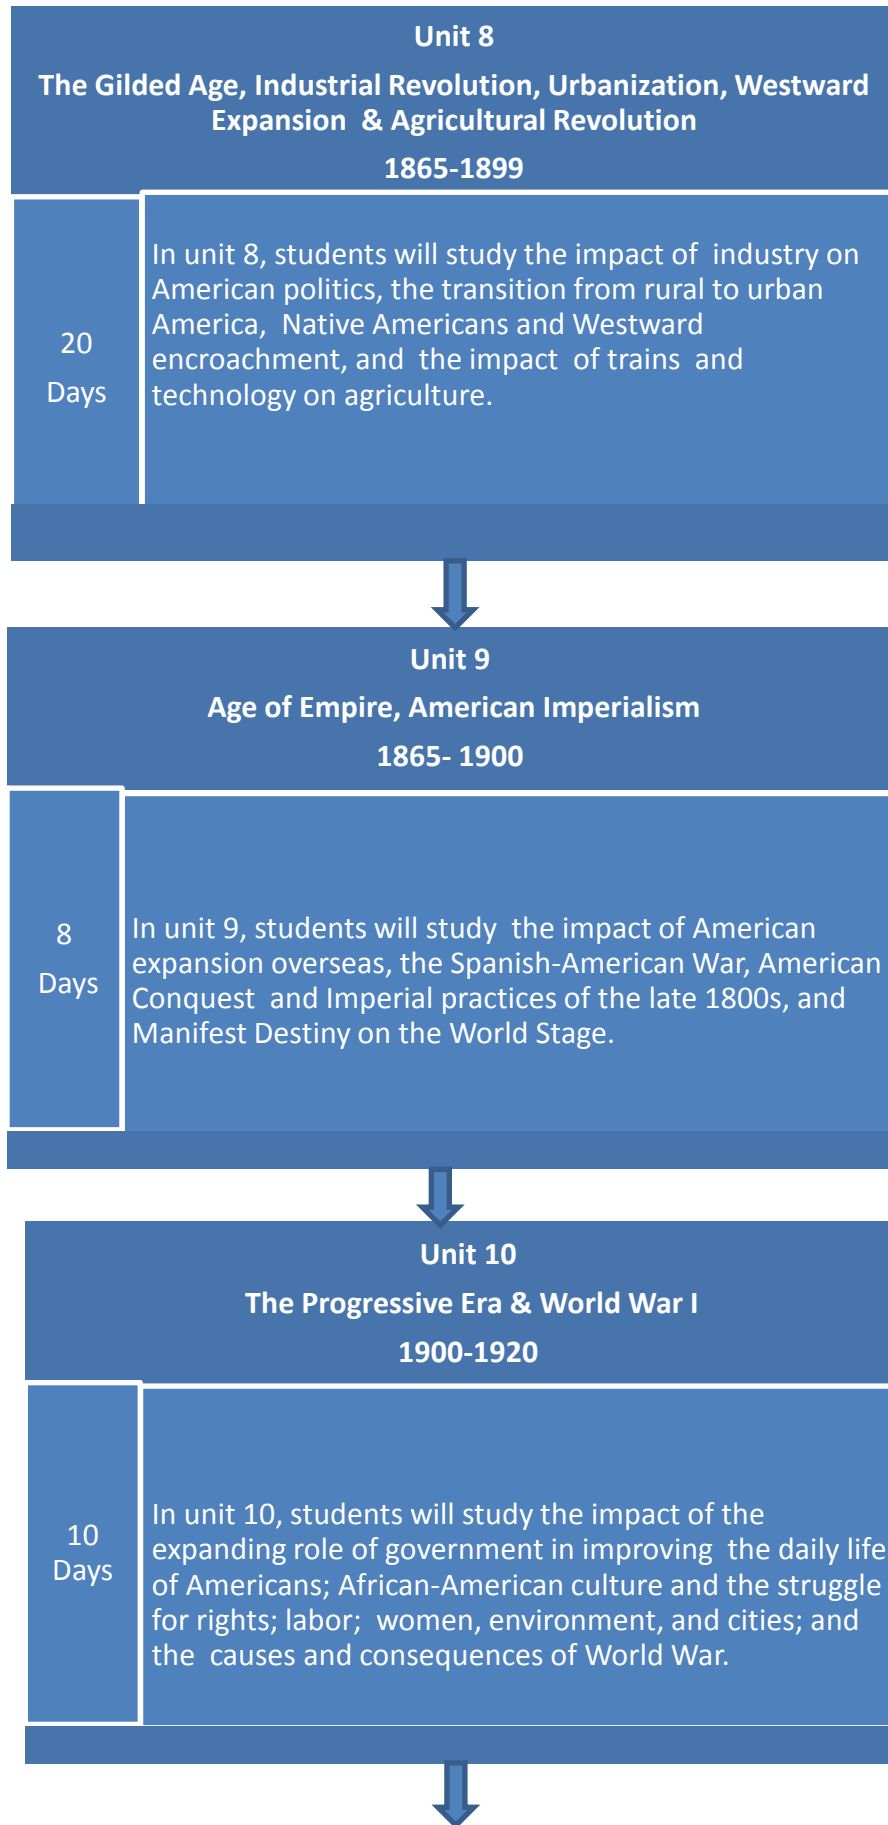 Unit 8
The Gilded Age, Industrial Revolution, Urbanization, Westward
Expansion & Agricultural Revolution
1865-1899
20
Days
In unit 8, students will study the impact of industry on
American politics, the transition from rural to urban
America, Native Americans and Westward
encroachment, and the impact of trains and
technology on agriculture.
Unit 9
Age of Empire, American Imperialism
1865- 1900
8
Days
In unit 9, students will study the impact of American
expansion overseas, the Spanish-American War, American
Conquest and Imperial practices of the late 1800s, and
Manifest Destiny on the World Stage.
Unit 10
The Progressive Era & World War I
1900-1920
10
Days
In unit 10, students will study the impact of the
expanding role of government in improving the daily life
of Americans; African-American culture and the struggle
for rights; labor; women, environment, and cities; and
the causes and consequences of World War.